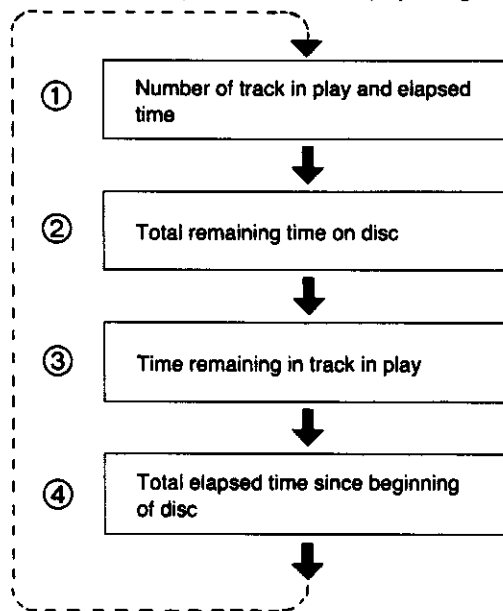 ①
Number of track in play and elapsed
time
②
Total remaining time on disc
③
Time remaining in track in play
④
Total elapsed time since beginning
of disc